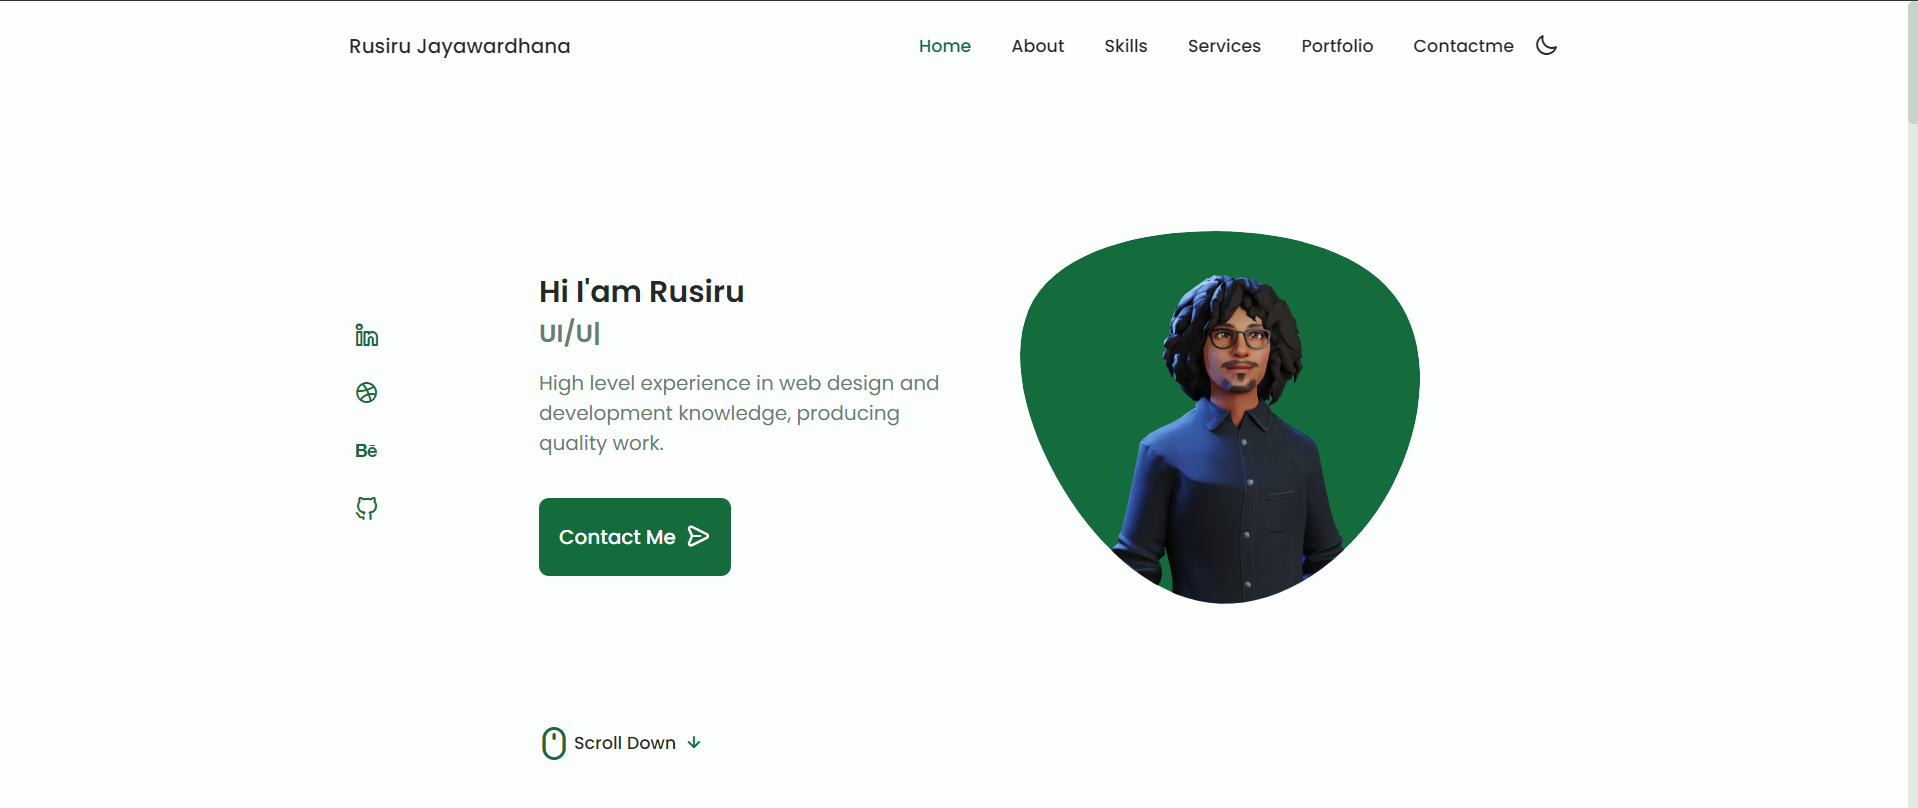 Rusiru Jayawardhana
Home About Skills Services Portfolio Contactme
Hi I'am Rusiru
UI/U|
High level experience in web design and
development knowledge, producing
quality work.
Contact Me
Scroll Down
in
Bē